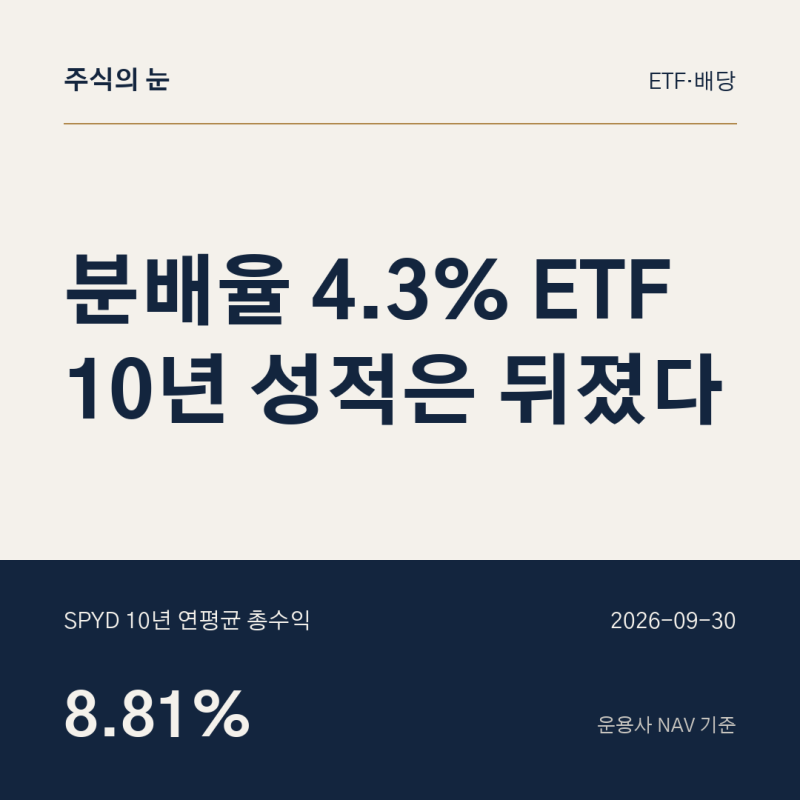 주식의 눈
ETF·배당
분배율 4.3% ETF
10년 성적은 뒤졌다
SPYD 10년 연평균 총수익
2026-09-30
8.81%
운용사 NAV 기준